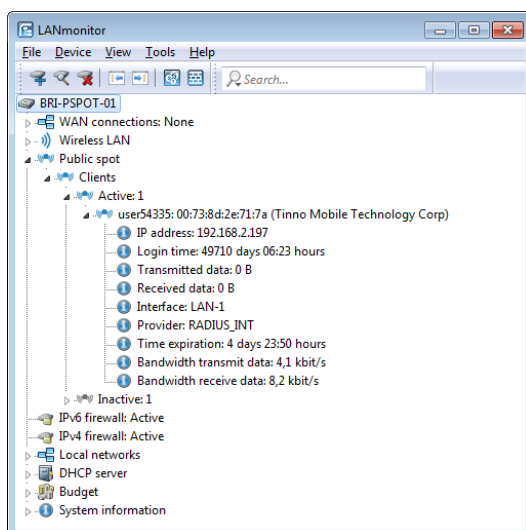 LANmonitor
File Device View Tools Help
Search...
BRI-PSPOT-01
WAN connections: None
Wireless LAN
Public spot
Clients
Active: 1
user54335: 00:73:8d:2e:71:7a (Tinno Mobile Technology Corp)
IP address: 192.168.2.197
Login time: 49710 days 06:23 hours
Transmitted data: 0 B
Received data: 0 B
Interface: LAN-1
Provider: RADIUS_INT
Time expiration: 4 days 23:50 hours
Bandwidth transmit data: 4,1 kbit/s
Bandwidth receive data: 8,2 kbit/s
Inactive: 1
IPv6 firewall: Active
IPv4 firewall: Active
Local networks
DHCP server
Budget
System information